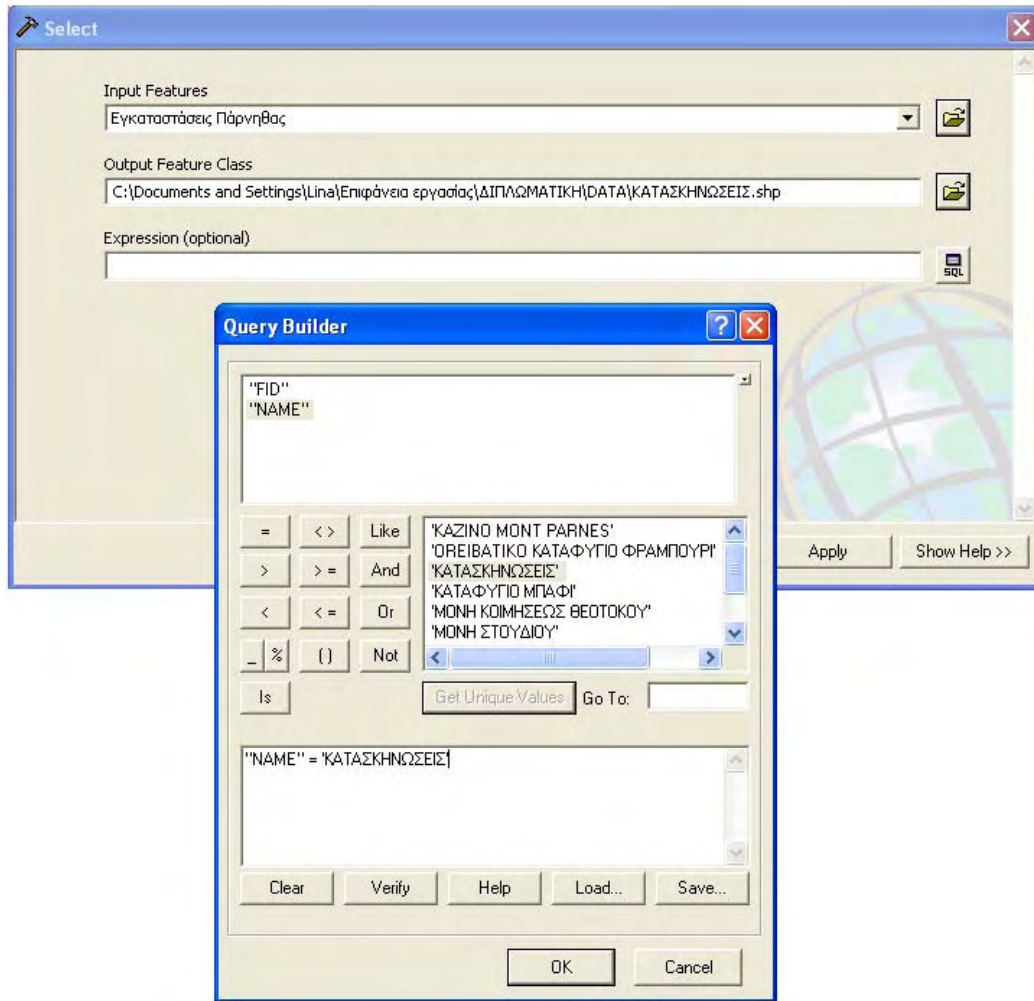 Select
Input Features
Εγκαταστάσεις Πάρνηθας
Output Feature Class
C:\Documents and Settings\Lina\Επιφάνεια εργασίας\ΔΙΠΛΩΜΑΤΙΚΗ\DATA\ΚΑΤΑΣΚΗΝΩΣΕΙΣ.shp
Expression (optional)
SQL
Query Builder
"FID"
"NAME"
= < > Like
> > = And
< < = Or
_ % ( ) Not
Is
'ΚΑΖΙΝΟ MONT PARNES'
'ΟREIBATIKO ΚΑΤΑΦΥΓΙΟ ΦΡΑΜΠΟΥΡΙ'
'ΚΑΤΑΣΚΗΝΩΣΕΙΣ'
'ΚΑΤΑΦΥΓΙΟ ΜΠΑΦΙ'
'ΜΟΝΗ ΚΟΙΜΗΣΕΩΣ ΘΕΟΤΟΚΟΥ'
'ΜΟΝΗ ΣΤΟΥΔΙΟΥ'
Get Unique Values Go To:
"NAME" = 'ΚΑΤΑΣΚΗΝΩΣΕΙΣ'
Clear Verify Help Load... Save...
OK Cancel
Apply Show Help >>